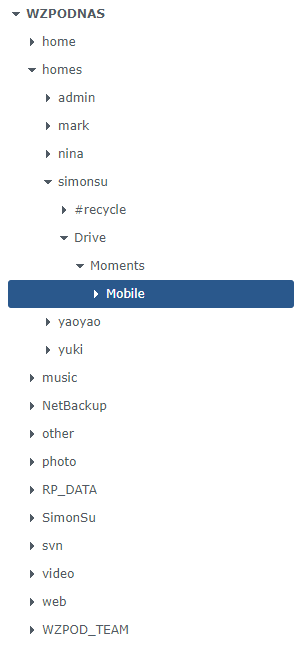 WZPODNAS
home
homes
admin
mark
nina
simonsu
#recycle
Drive
Moments
Mobile
yaoyao
yuki
music
NetBackup
other
photo
RP_DATA
SimonSu
svn
video
web
WZPOD_TEAM